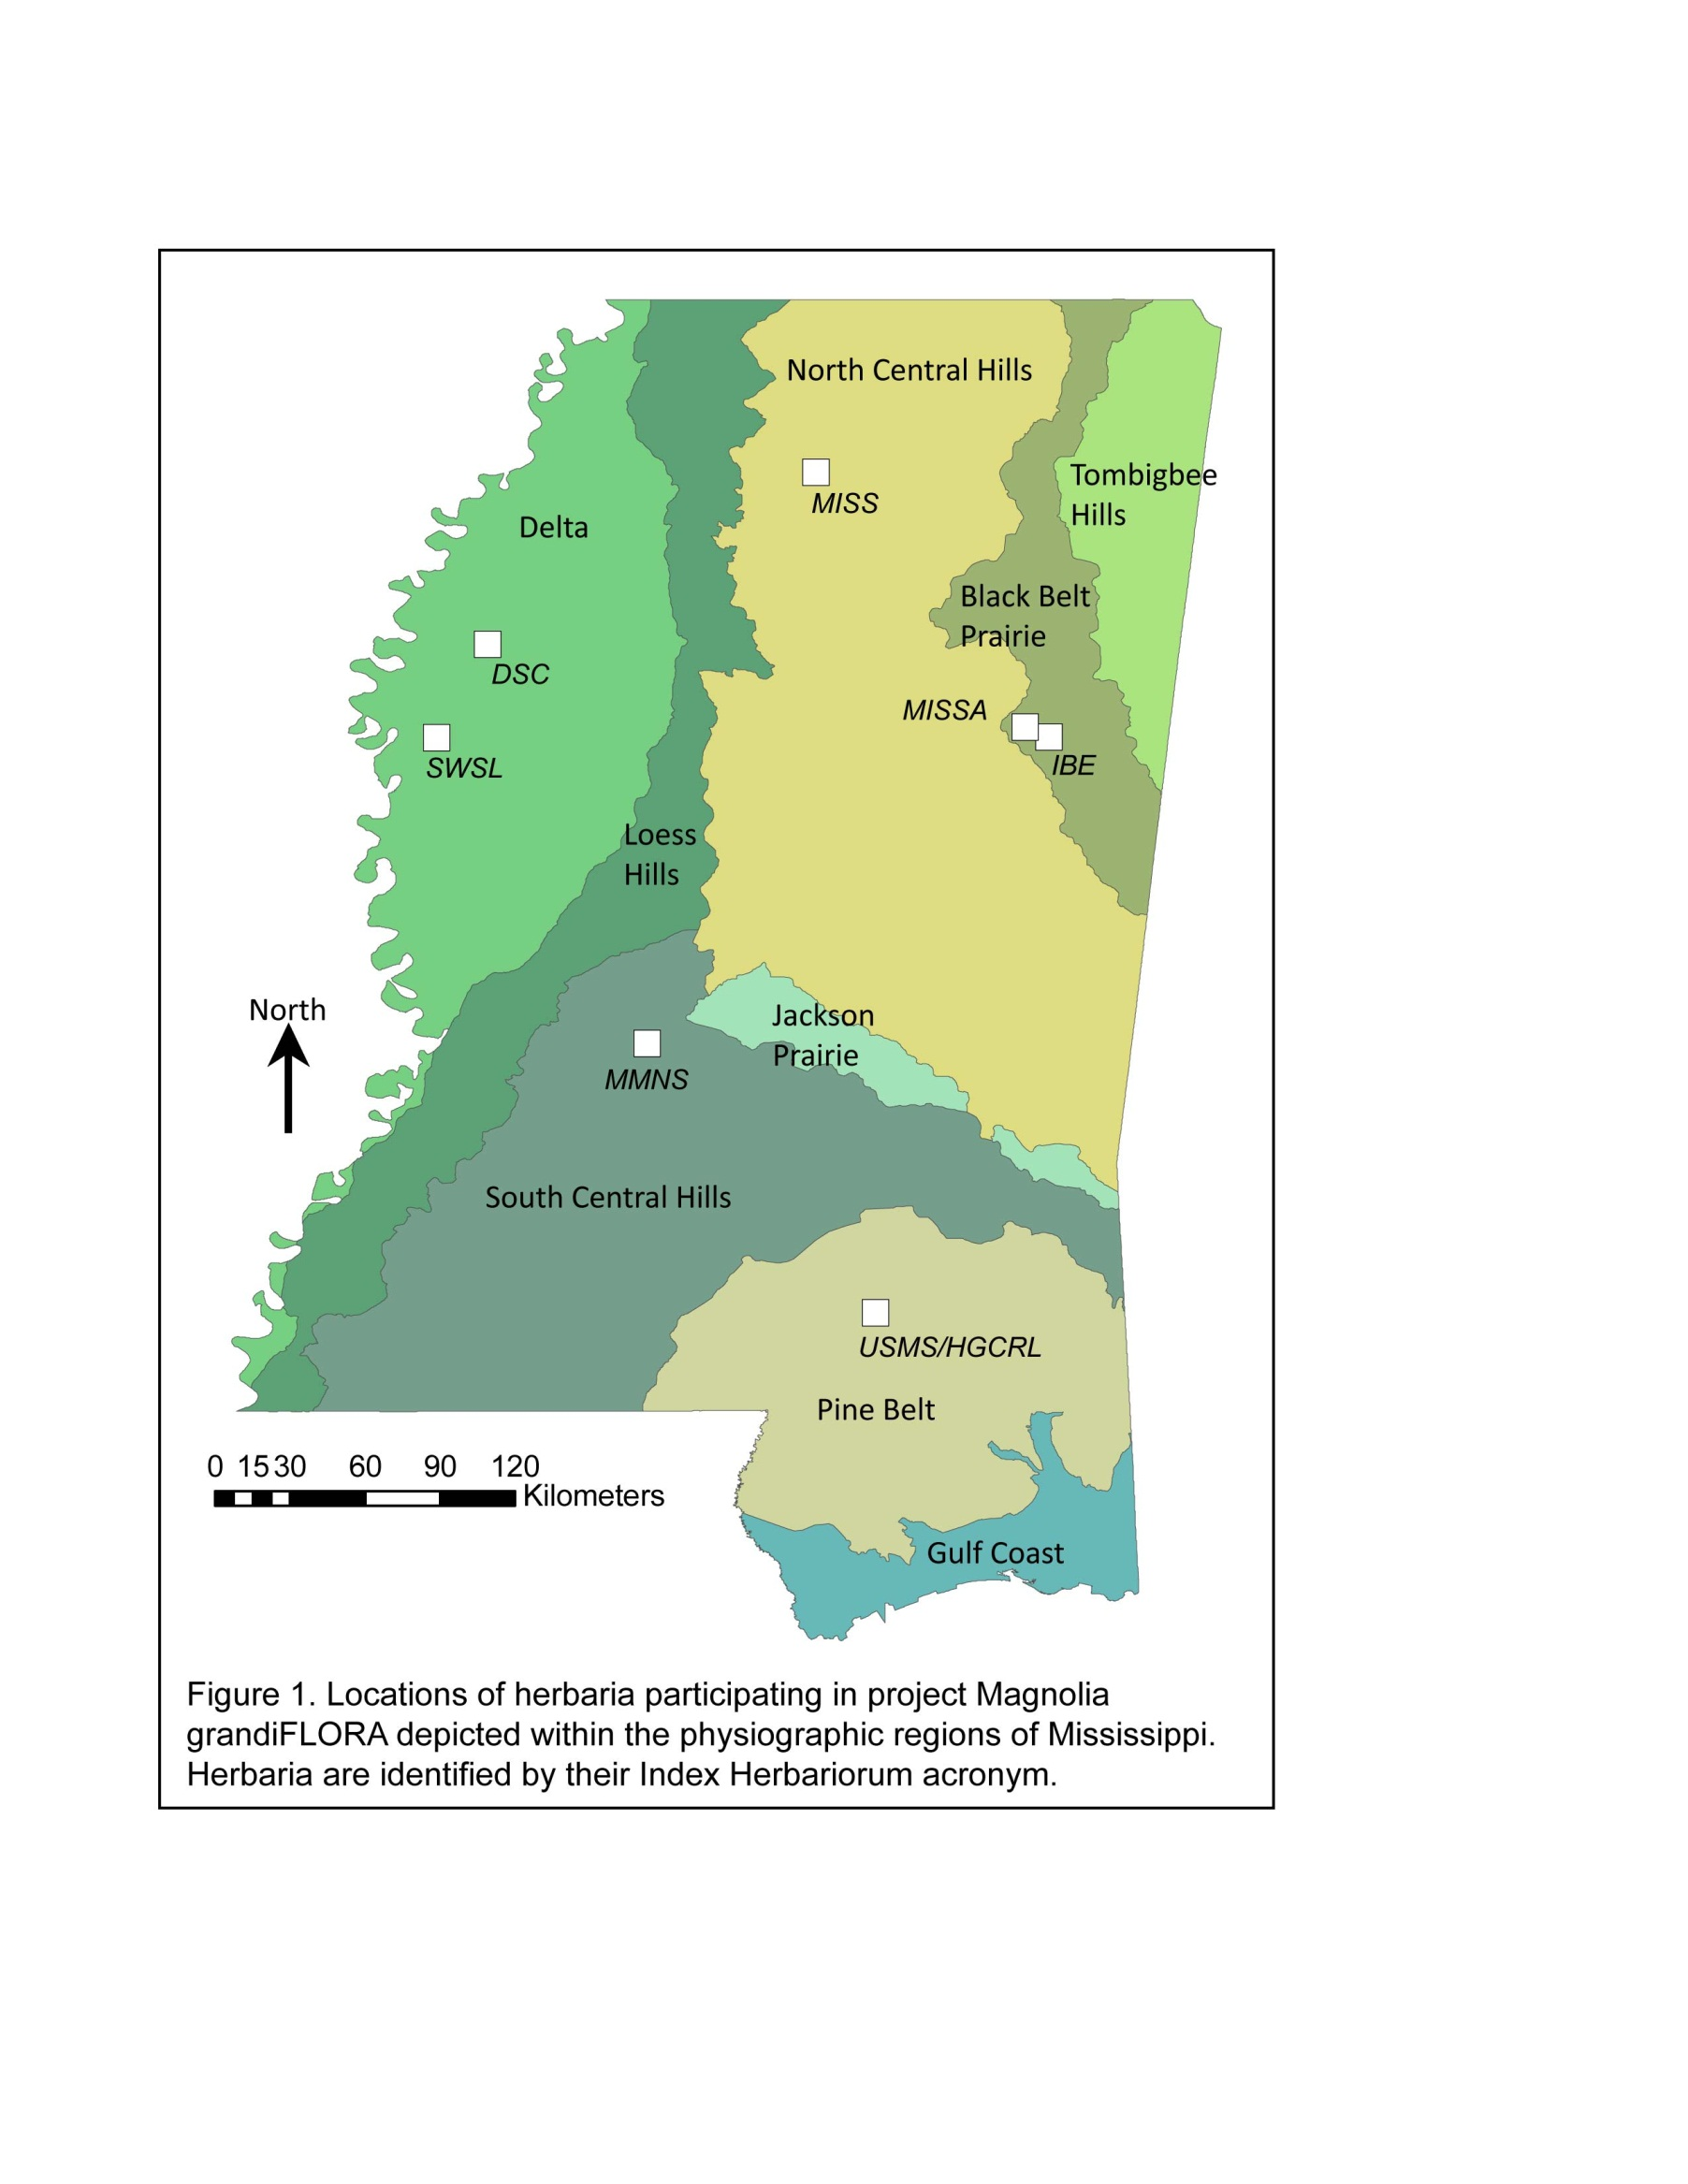 North Central Hills
MISS
Tombigbee
Hills
Delta
Black Belt
Prairie
DSC
MISSA
SWSL
IBE
Loess
Hills
North
Jackson
Prairie
MMNS
South Central Hills
USMS/HGCRL
Pine Belt
0 15 30 60 90 120
Kilometers
Gulf Coast
Figure 1. Locations of herbaria participating in project Magnolia
grandiFLORA depicted within the physiographic regions of Mississippi.
Herbaria are identified by their Index Herbariorum acronym.